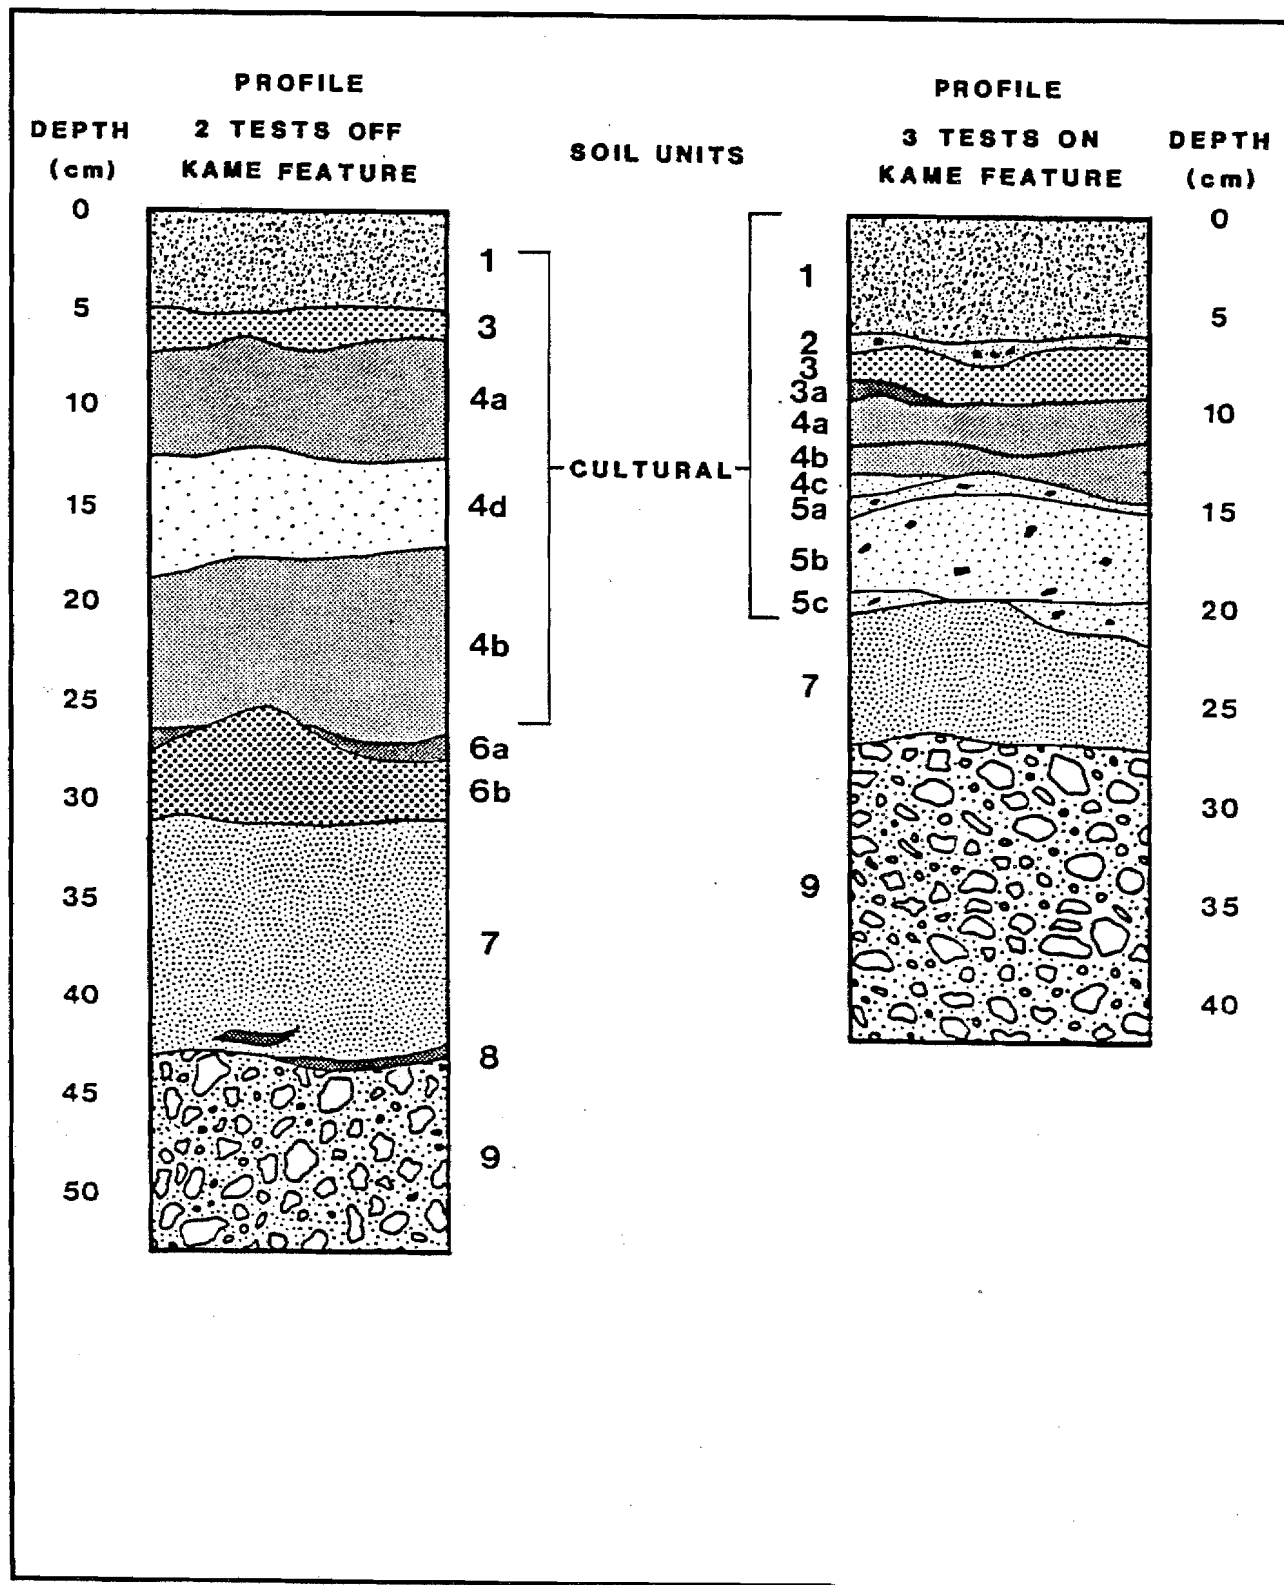 PROFILE
2 TESTS OFF
KAME FEATURE
DEPTH
(cm)
0
5
10
15
20
25
30
35
40
45
50
1
3
4a
4d
4b
6a
6b
7
8
9
SOIL UNITS
CULTURAL
PROFILE
3 TESTS ON
KAME FEATURE
1
2
3
3a
4a
4b
4c
5a
5b
5c
7
9
DEPTH
(cm)
0
5
10
15
20
25
30
35
40